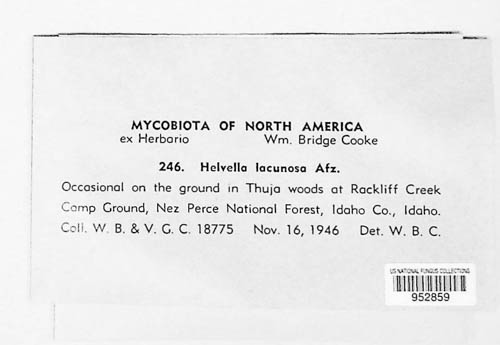 MYCOBIOTA OF NORTH AMERICA
ex Herbario Wm. Bridge Cooke
246. Helvella lacunosa Afz.
Occasional on the ground in Thuja woods at Rackliff Creek
Camp Ground, Nez Perce National Forest, Idaho Co., Idaho.
Coll. W. B. & V. G. C. 18775 Nov. 16, 1946 Det. W. B. C.
US NATIONAL FUNGUS COLLECTIONS
952859